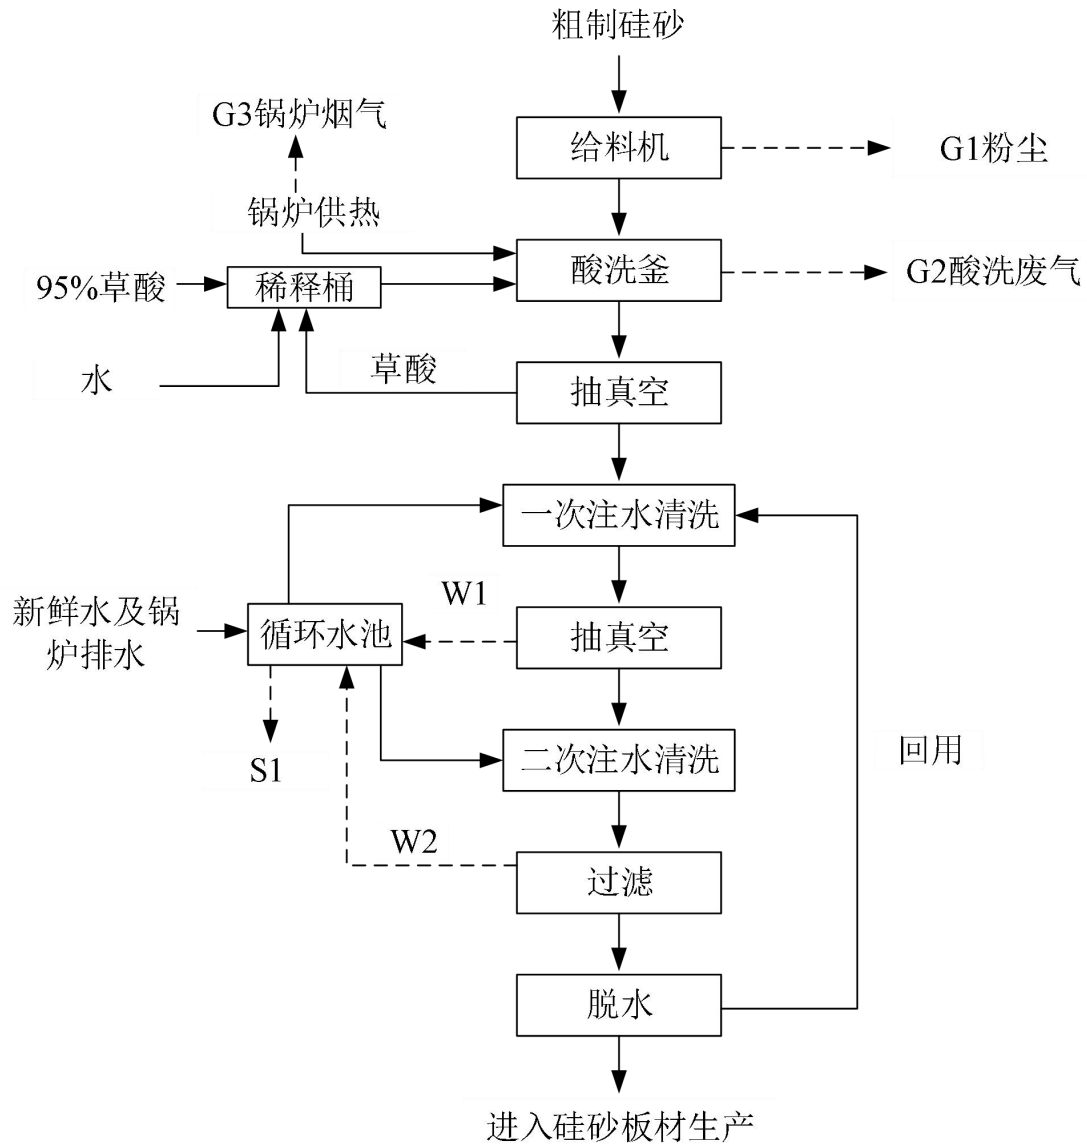 粗制硅砂
G3锅炉烟气
给料机
G1粉尘
锅炉供热
95%草酸
稀释桶
酸洗釜
G2酸洗废气
水
草酸
抽真空
一次注水清洗
新鲜水及锅
炉排水
循环水池
W1
抽真空
S1
二次注水清洗
回用
W2
过滤
脱水
进入硅砂板材生产